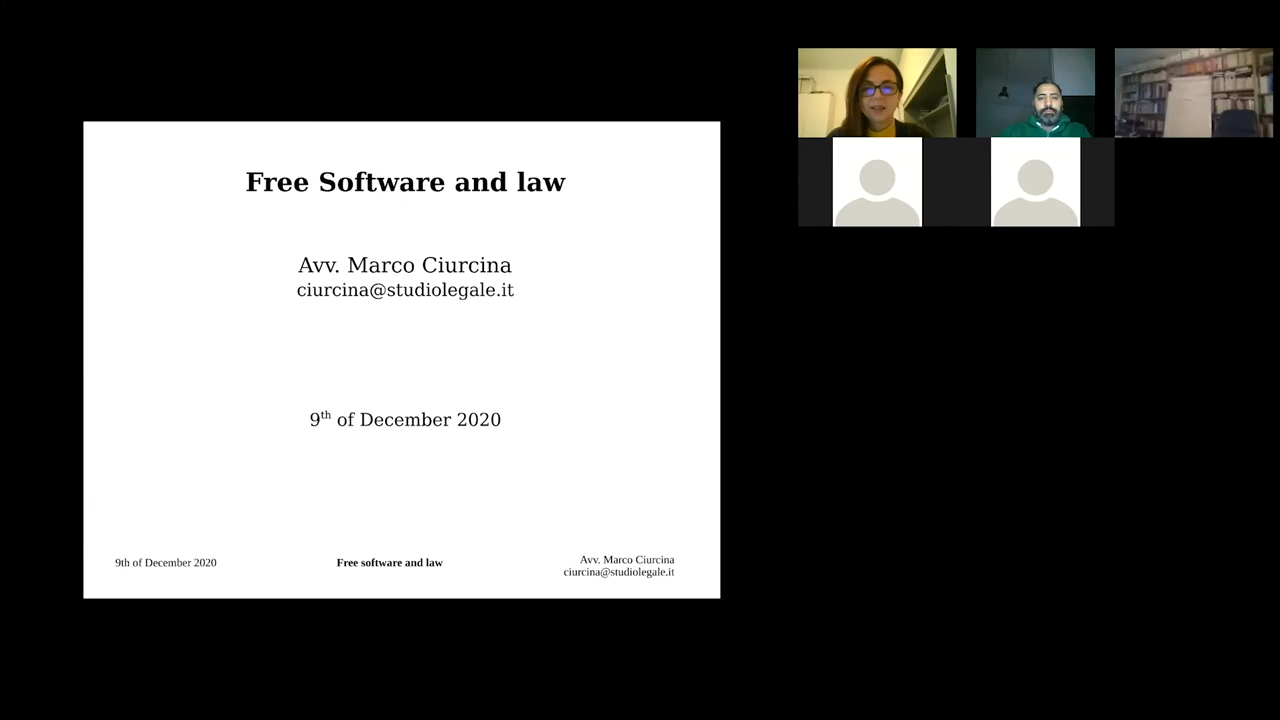 Free Software and law
Avv. Marco Ciurcina
ciurcina@studiolegale.it
9th of December 2020
9th of December 2020
Free software and law
Avv. Marco Ciurcina
ciurcina@studiolegale.it